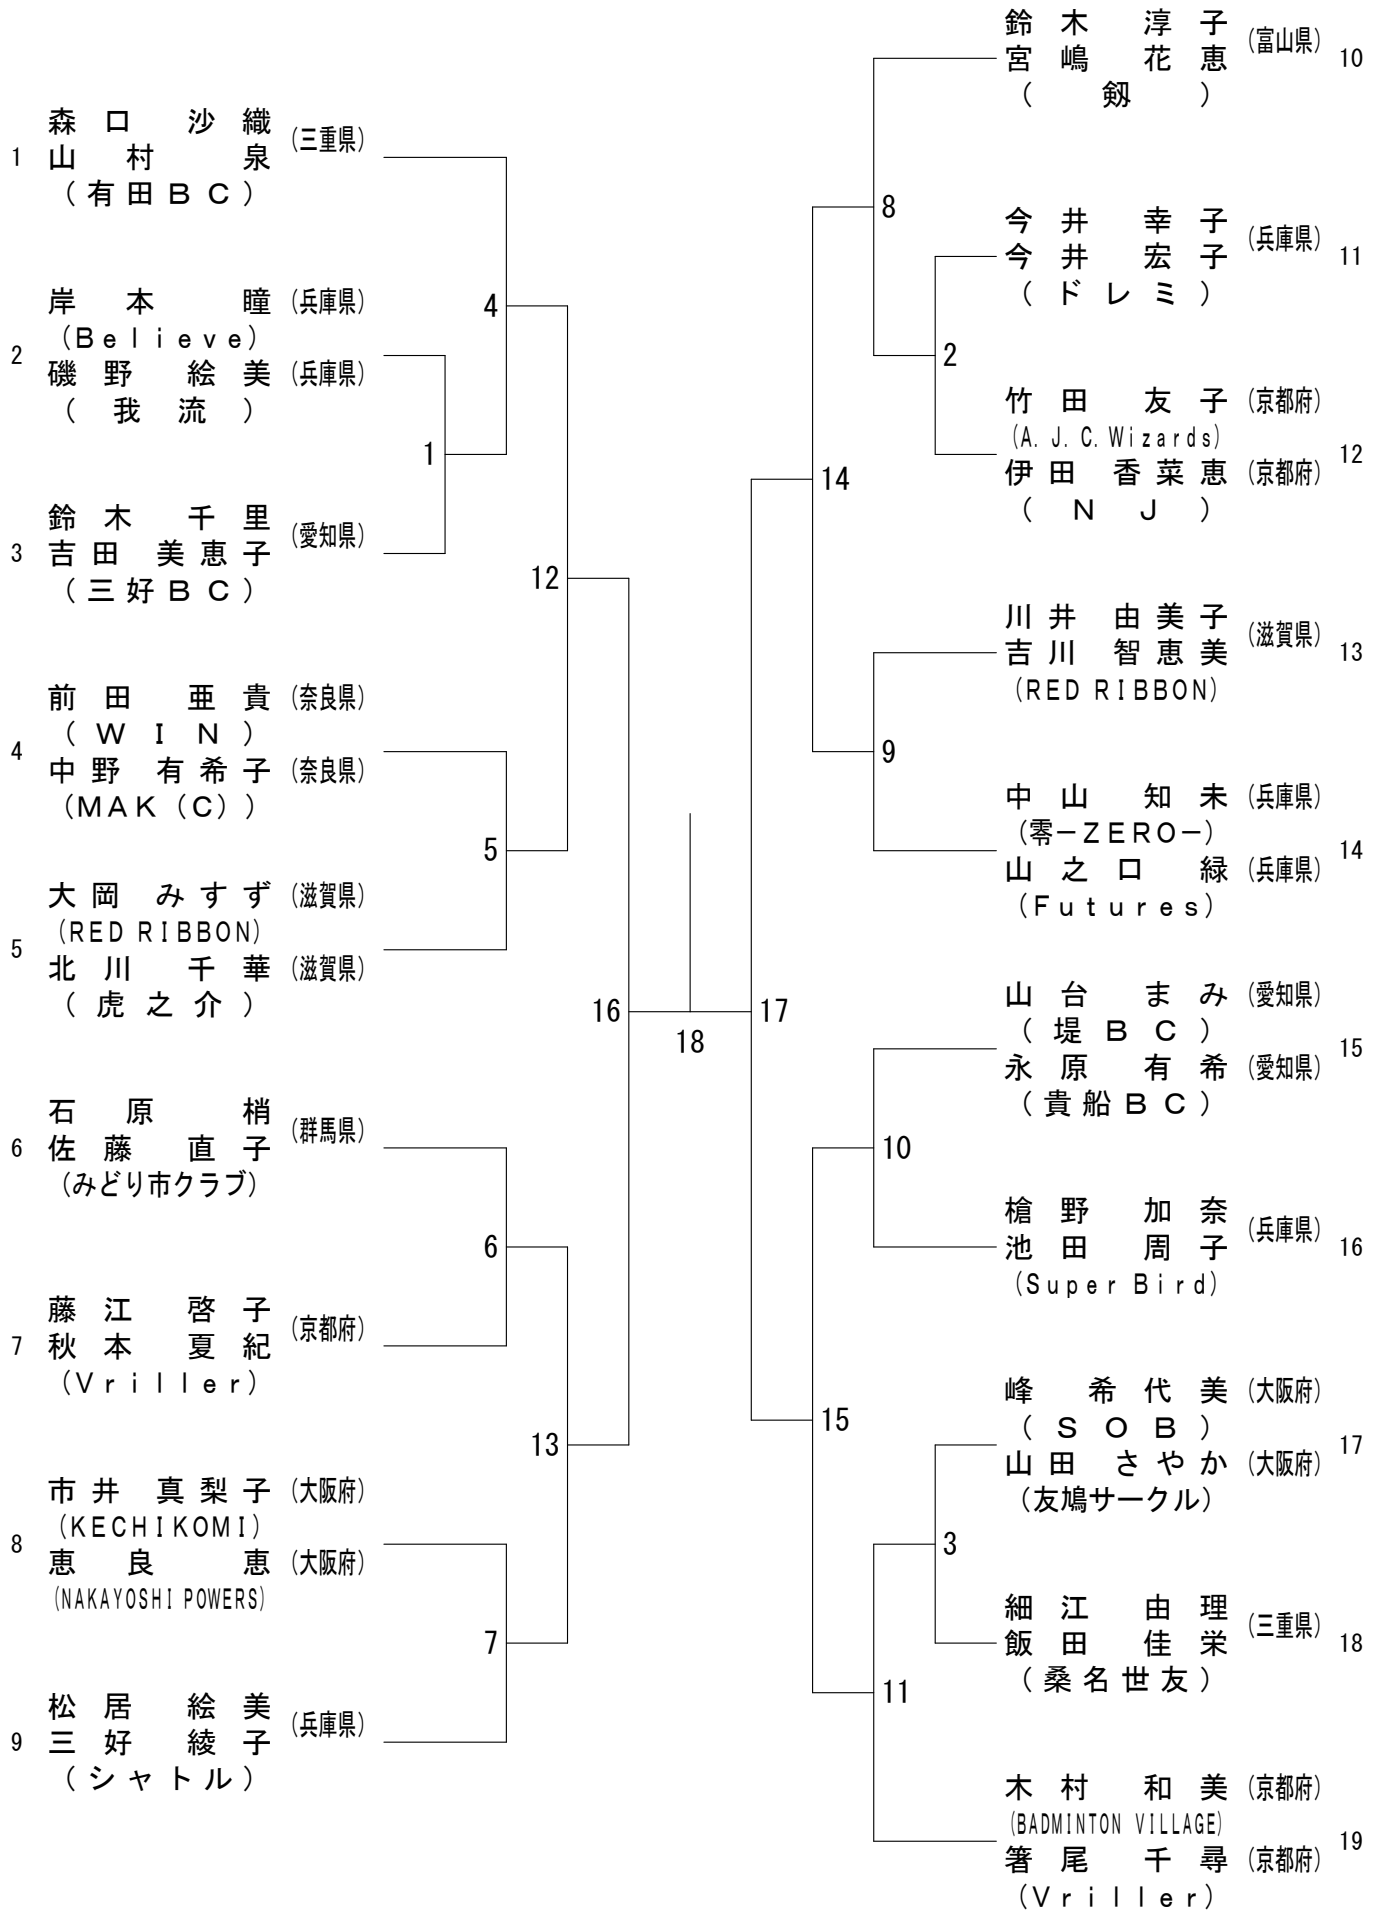 1 森口 沙織 (三重県)
山村 泉
(有田BC)
2 岸本 瞳 (兵庫県)
(Believe)
磯野 絵美 (兵庫県)
(我流)
3 鈴木 千里 (愛知県)
吉田 美恵子
(三好BC)
4 前田 亜貴 (奈良県)
(WIN)
中野 有希子 (奈良県)
(MAK(C))
5 大岡 みすず (滋賀県)
(RED RIBBON)
北川 千華 (滋賀県)
(虎之介)
6 石原 梢 (群馬県)
佐藤 直子
(みどり市クラブ)
7 藤江 啓子 (京都府)
秋本 夏紀
(Vriller)
8 市井 真梨子 (大阪府)
(KECHIKOMI)
恵良 恵 (大阪府)
(NAKAYOSHI POWERS)
9 松居 絵美 (兵庫県)
三好 綾子
(シャトル)
4
1
12
5
16
6
13
7
18
17
14
8
2
9
15
10
3
11
鈴木 淳子 (富山県) 10
宮嶋 花恵
(剱)
今井 幸子 (兵庫県) 11
今井 宏子
(ドレミ)
竹田 友子 (京都府)
(A.J.C.Wizards) 12
伊田 香菜恵 (京都府)
(NJ)
川井 由美子 (滋賀県) 13
吉川 智恵美
(RED RIBBON)
中山 知未 (兵庫県)
(零−ZERO−) 14
山之口 緑 (兵庫県)
(Futures)
山台 まみ (愛知県)
(堤BC) 15
永原 有希 (愛知県)
(貴船BC)
槍野 加奈 (兵庫県) 16
池田 周子
(Super Bird)
峰 希代美 (大阪府)
(SOB) 17
山田 さやか (大阪府)
(友鳩サークル)
細江 由理 (三重県) 18
飯田 佳栄
(桑名世友)
木村 和美 (京都府)
(BADMINTON VILLAGE) 19
箸尾 千尋 (京都府)
(Vriller)